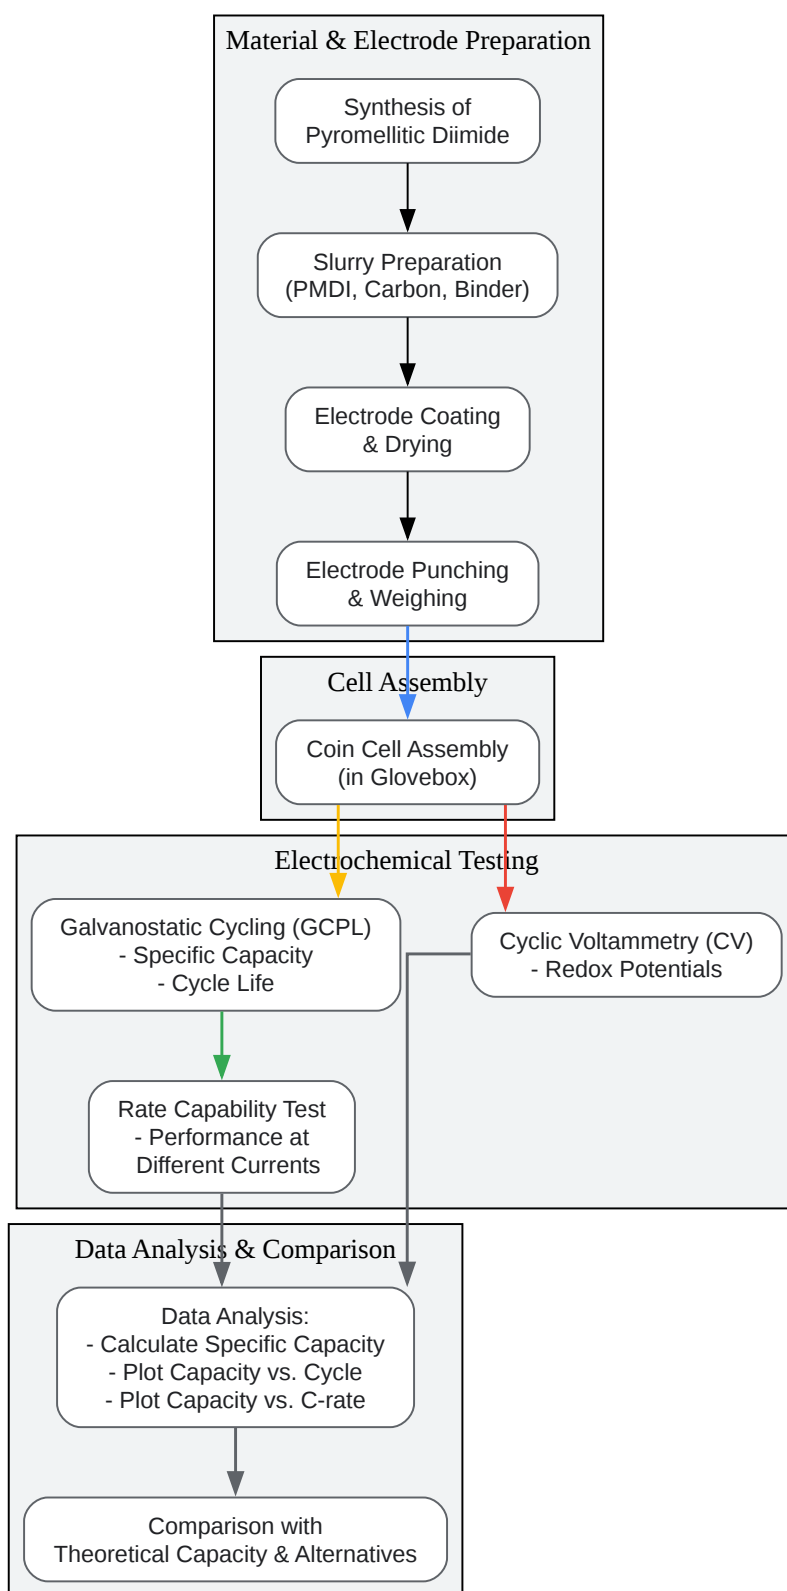 Material & Electrode Preparation
Synthesis of
Pyromellitic Diimide
Slurry Preparation
(PMDI, Carbon, Binder)
Electrode Coating
& Drying
Electrode Punching
& Weighing
Cell Assembly
Coin Cell Assembly
(in Glovebox)
Electrochemical Testing
Galvanostatic Cycling (GCPL)
- Specific Capacity
- Cycle Life
Cyclic Voltammetry (CV)
- Redox Potentials
Rate Capability Test
- Performance at
Different Currents
Data Analysis & Comparison
Data Analysis:
- Calculate Specific Capacity
- Plot Capacity vs. Cycle
- Plot Capacity vs. C-rate
Comparison with
Theoretical Capacity & Alternatives